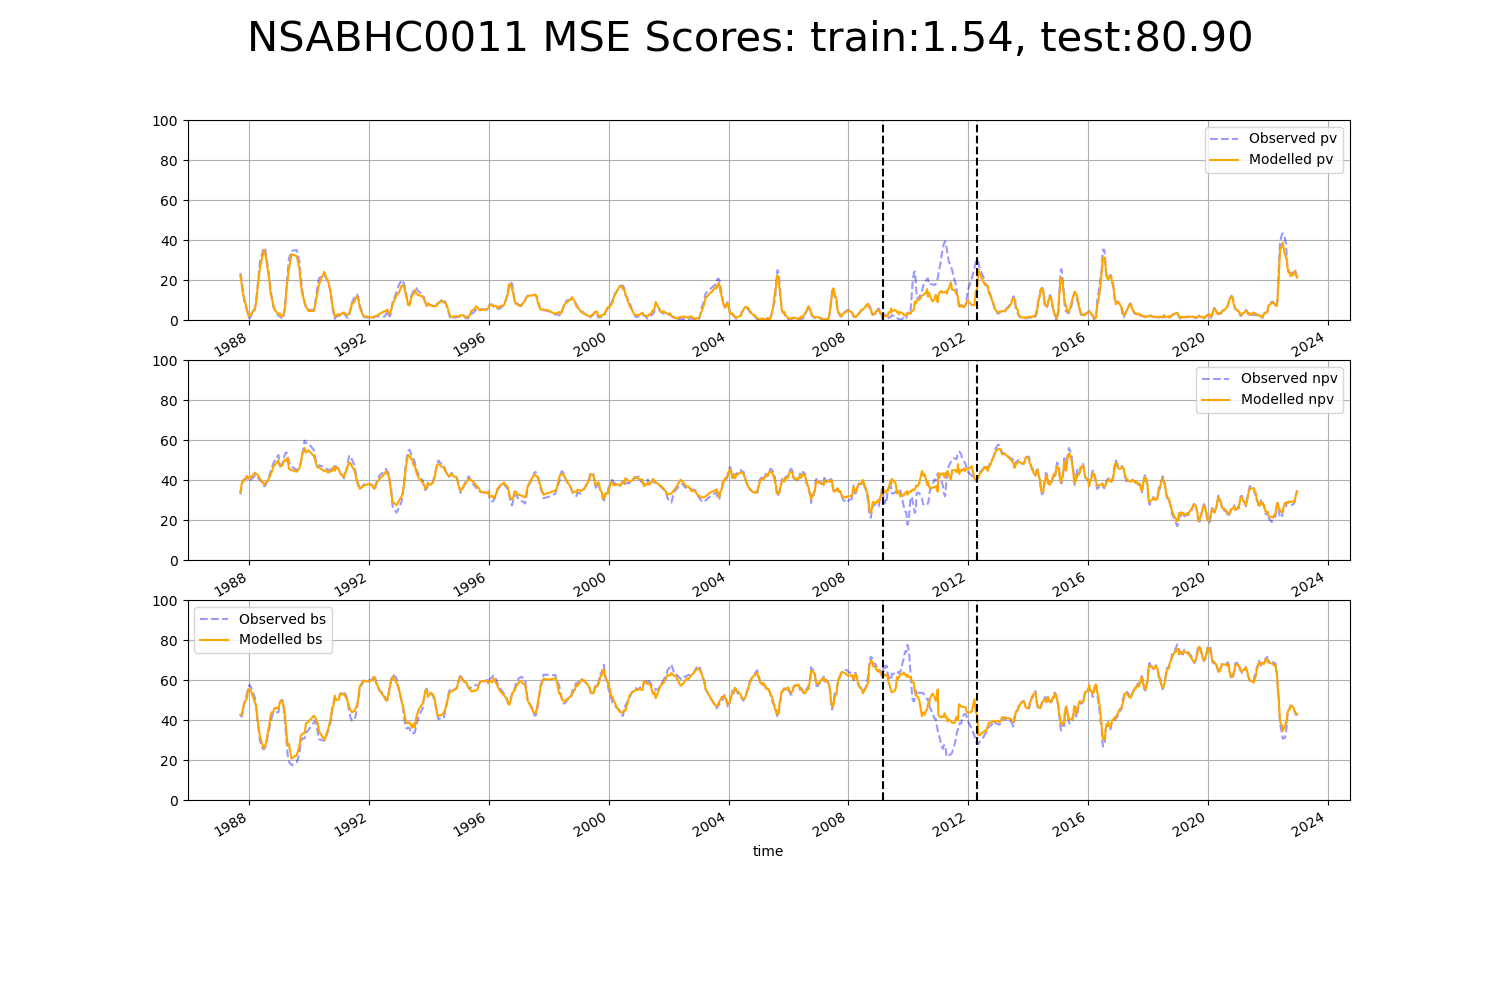 NSABHC0011 MSE Scores: train:1.54, test:80.90
100
80
60
40
20
0
Observed pv
Modelled pv
1988 1992 1996 2000 2004 2008 2012 2016 2020 2024
100
80
60
40
20
0
Observed npv
Modelled npv
1988 1992 1996 2000 2004 2008 2012 2016 2020 2024
100
80
60
40
20
0
Observed bs
Modelled bs
1988 1992 1996 2000 2004 2008 2012 2016 2020 2024
time